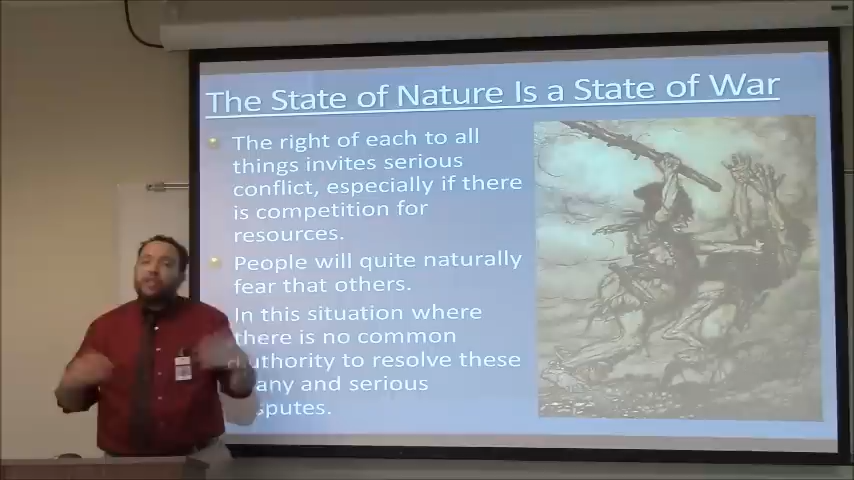 The State of Nature Is a State of War
The right of each to all
things invites serious
conflict, especially if there
is competition for
resources.
People will quite naturally
fear that others.
In this situation where
there is no common
authority to resolve these
many and serious
disputes.